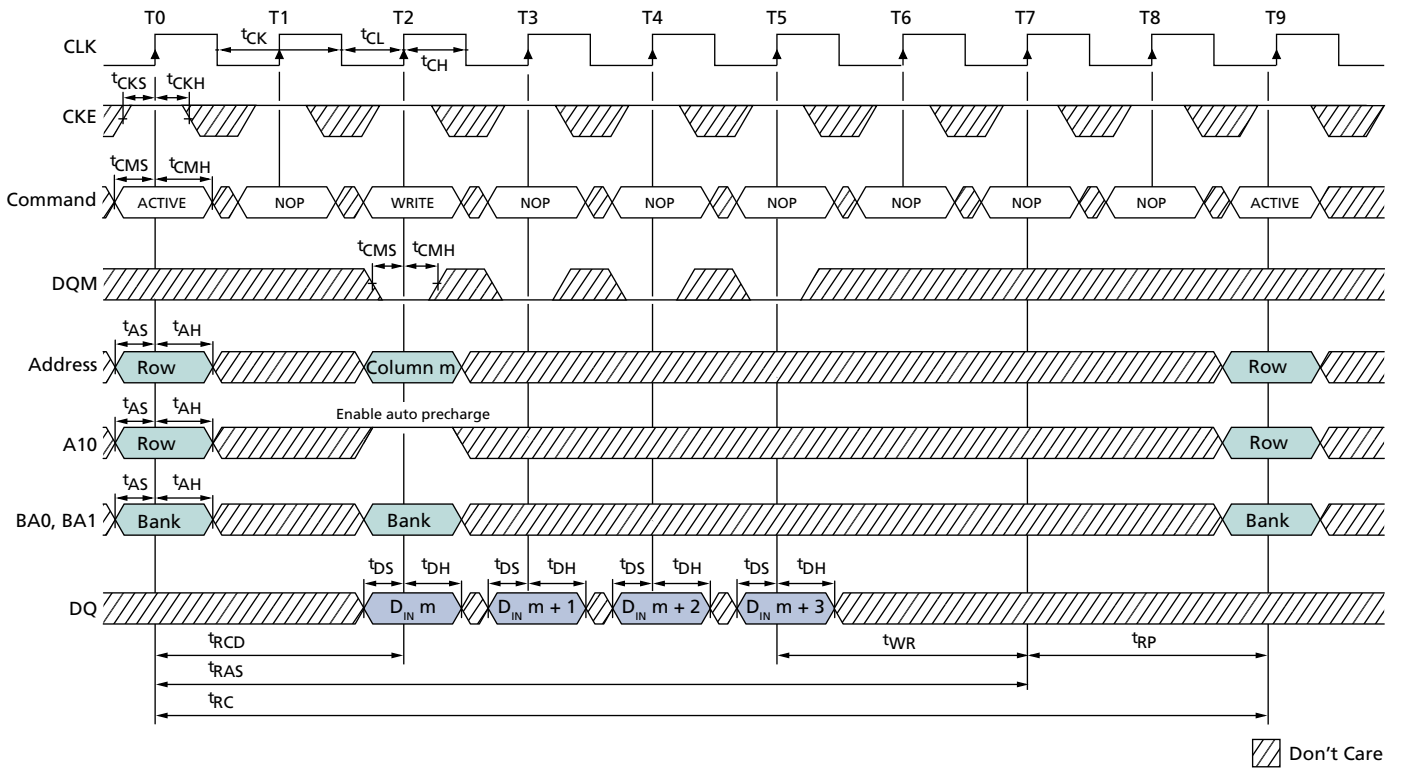 T0 T1 T2 T3 T4 T5 T6 T7 T8 T9
CLK
tCK tCL
tCH
tCKS tCKH
CKE
tCMS tCMH
Command ACTIVE NOP WRITE NOP NOP NOP NOP NOP NOP ACTIVE
tCMS tCMH
DQM
tAS tAH
Address Row Column m Row
tAS tAH
Enable auto precharge
A10 Row Row
tAS tAH
BA0, BA1 Bank Bank Bank
tDS tDH tDS tDH tDS tDH tDS tDH
DQ DIN m DIN m + 1 DIN m + 2 DIN m + 3
tRCD tWR tRP
tRAS
tRC
Don't Care